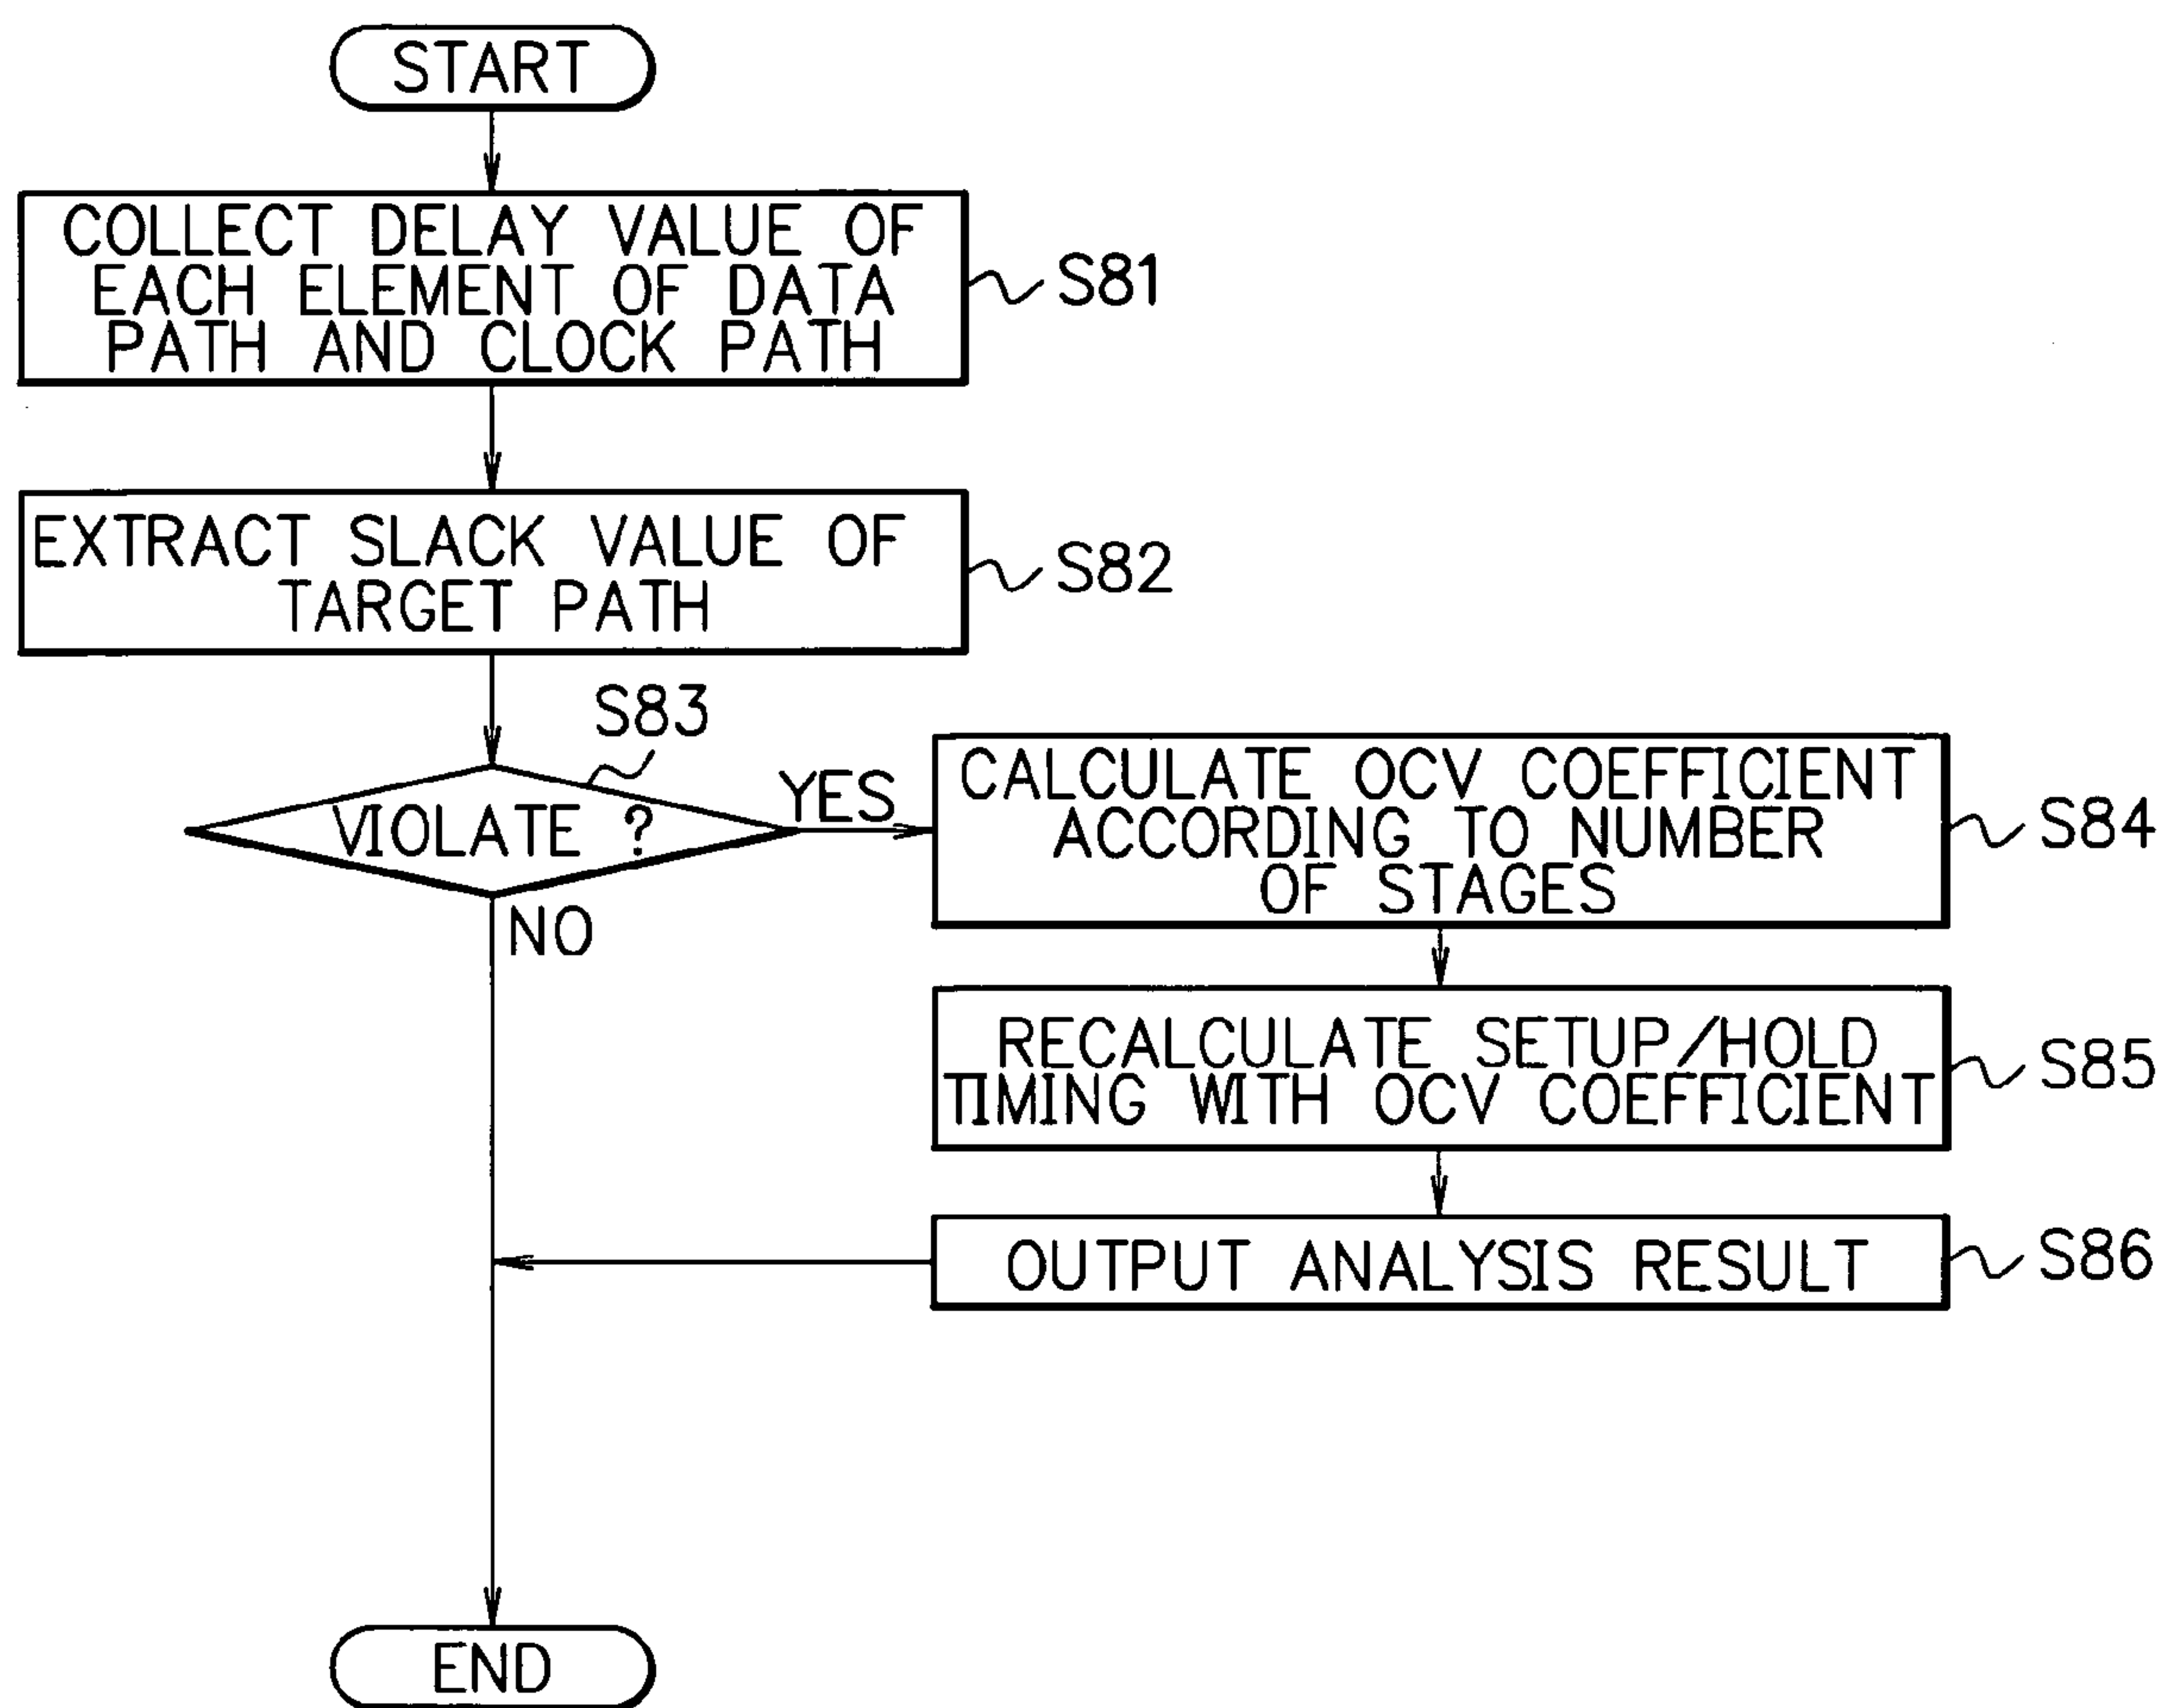 START
COLLECT DELAY VALUE OF
EACH ELEMENT OF DATA
PATH AND CLOCK PATH
S81
EXTRACT SLACK VALUE OF
TARGET PATH
S82
S83
VIOLATE ?
YES
NO
CALCULATE OCV COEFFICIENT
ACCORDING TO NUMBER
OF STAGES
S84
RECALCULATE SETUP/HOLD
TIMING WITH OCV COEFFICIENT
S85
OUTPUT ANALYSIS RESULT
S86
END